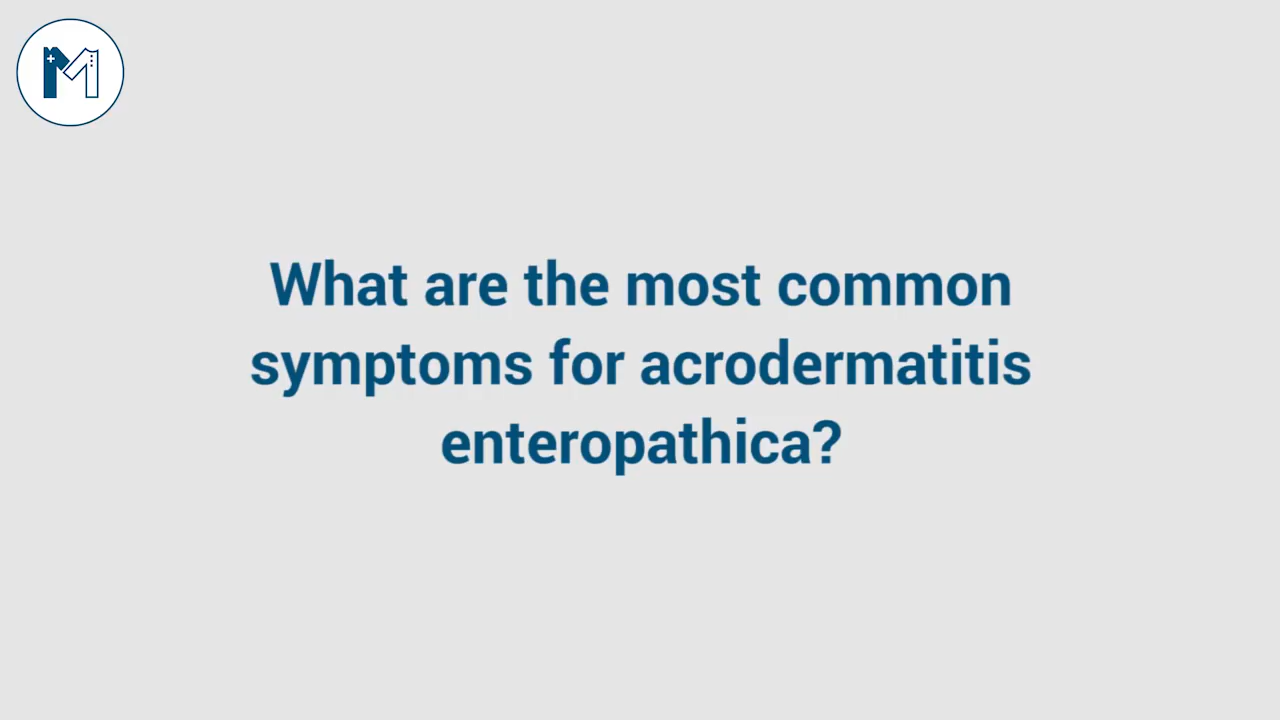 What are the most common
symptoms for acrodermatitis
enteropathica?